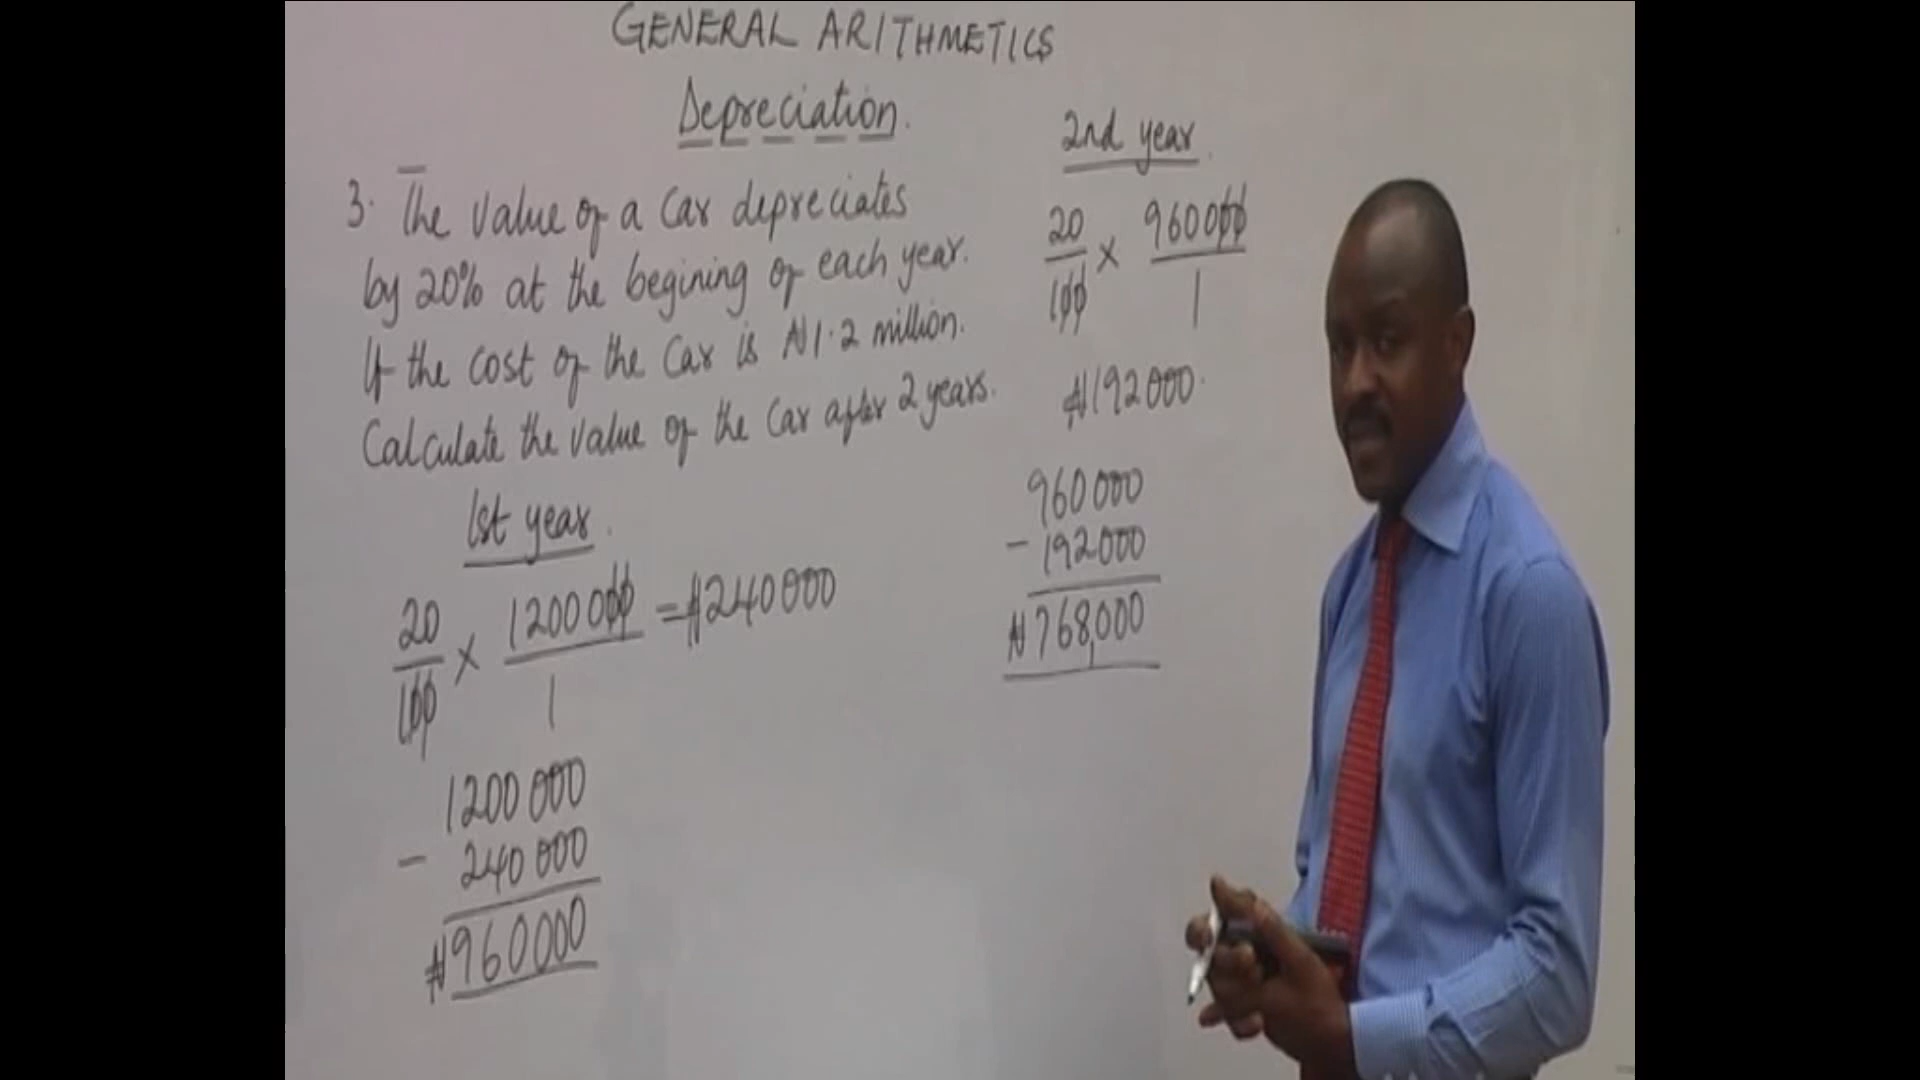 GENERAL ARITHMETICS
Depreciation.
3. The value of a car depreciates
by 20% at the begining of each year.
If the cost of the car is ₦1.2 million.
Calculate the value of the car after 2 years.
1st year.
20/100 × 1200000/1 = ₦240000
1200000
- 240000
₦960000
2nd year.
20/100 × 960000/1
₦192000.
960000
- 192000
₦768,000